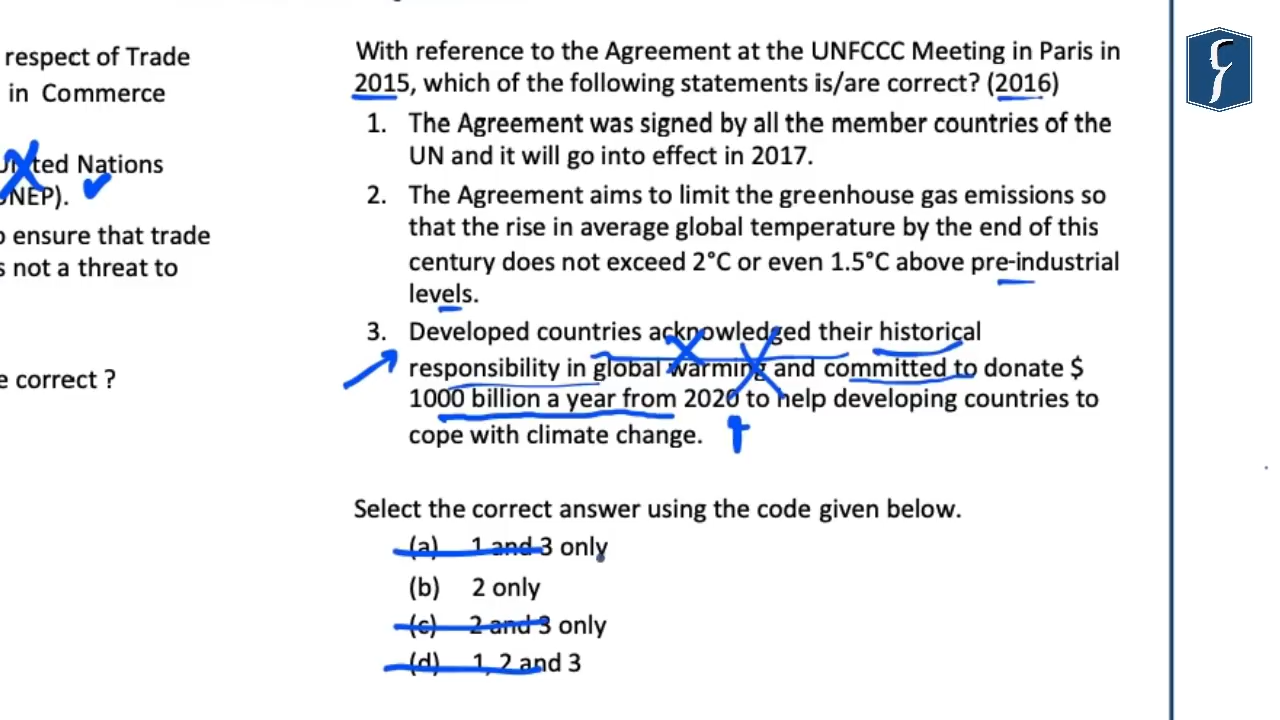 respect of Trade
in Commerce
United Nations
UNEP).
ensure that trade
s not a threat to
e correct ?
With reference to the Agreement at the UNFCCC Meeting in Paris in
2015, which of the following statements is/are correct? (2016)
1. The Agreement was signed by all the member countries of the
UN and it will go into effect in 2017.
2. The Agreement aims to limit the greenhouse gas emissions so
that the rise in average global temperature by the end of this
century does not exceed 2°C or even 1.5°C above pre-industrial
levels.
3. Developed countries acknowledged their historical
responsibility in global warming and committed to donate $
1000 billion a year from 2020 to help developing countries to
cope with climate change.
Select the correct answer using the code given below.
(a) 1 and 3 only
(b) 2 only
(c) 2 and 3 only
(d) 1, 2 and 3